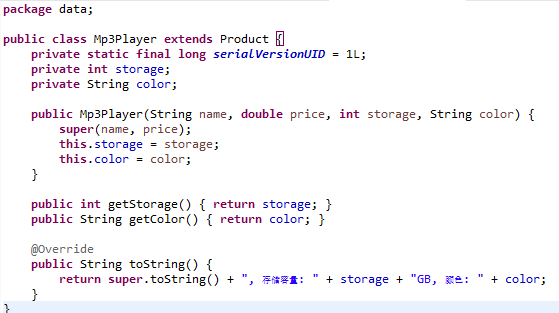 package data;
public class Mp3Player extends Product {
private static final long serialVersionUID = 1L;
private int storage;
private String color;
public Mp3Player(String name, double price, int storage, String color) {
super(name, price);
this.storage = storage;
this.color = color;
}
public int getStorage() { return storage; }
public String getColor() { return color; }
@Override
public String toString() {
return super.toString() + ", 存储容量: " + storage + "GB, 颜色: " + color;
}
}